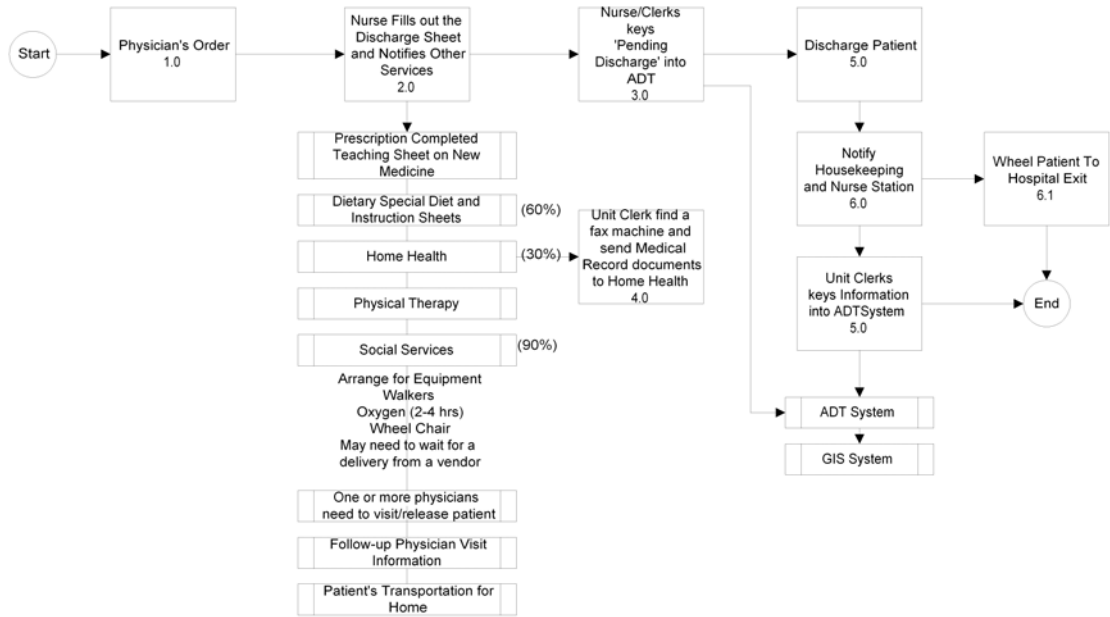 Start
Physician's Order
1.0
Nurse Fills out the
Discharge Sheet
and Notifies Other
Services
2.0
Nurse/Clerks
keys
'Pending
Discharge' into
ADT
3.0
Discharge Patient
5.0
Prescription Completed
Teaching Sheet on New
Medicine
Dietary Special Diet and
Instruction Sheets
(60%)
Home Health
(30%)
Unit Clerk find a
fax machine and
send Medical
Record documents
to Home Health
4.0
Physical Therapy
Social Services
(90%)
Arrange for Equipment
Walkers
Oxygen (2-4 hrs)
Wheel Chair
May need to wait for a
delivery from a vendor
One or more physicians
need to visit/release patient
Follow-up Physician Visit
Information
Patient's Transportation for
Home
Notify
Housekeeping
and Nurse Station
6.0
Wheel Patient To
Hospital Exit
6.1
Unit Clerks
keys Information
into ADTSystem
5.0
End
ADT System
GIS System